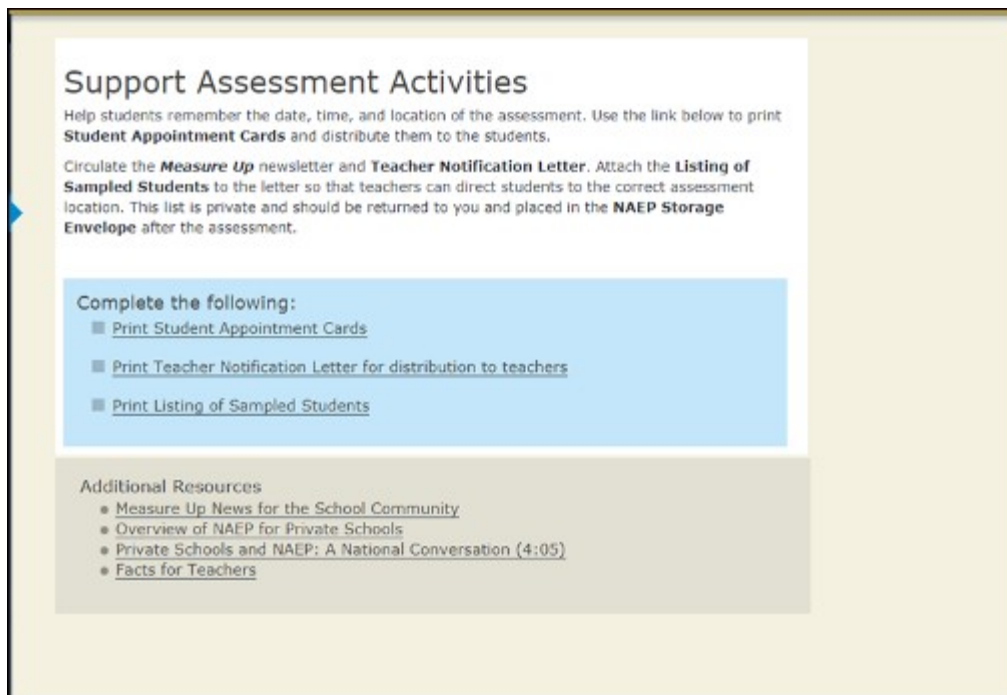 Support Assessment Activities
Help students remember the date, time, and location of the assessment. Use the link below to print
Student Appointment Cards and distribute them to the students.
Circulate the Measure Up newsletter and Teacher Notification Letter. Attach the Listing of
Sampled Students to the letter so that teachers can direct students to the correct assessment
location. This list is private and should be returned to you and placed in the NAEP Storage
Envelope after the assessment.
Complete the following:
Print Student Appointment Cards
Print Teacher Notification Letter for distribution to teachers
Print Listing of Sampled Students
Additional Resources
Measure Up News for the School Community
Overview of NAEP for Private Schools
Private Schools and NAEP: A National Conversation (4:05)
Facts for Teachers